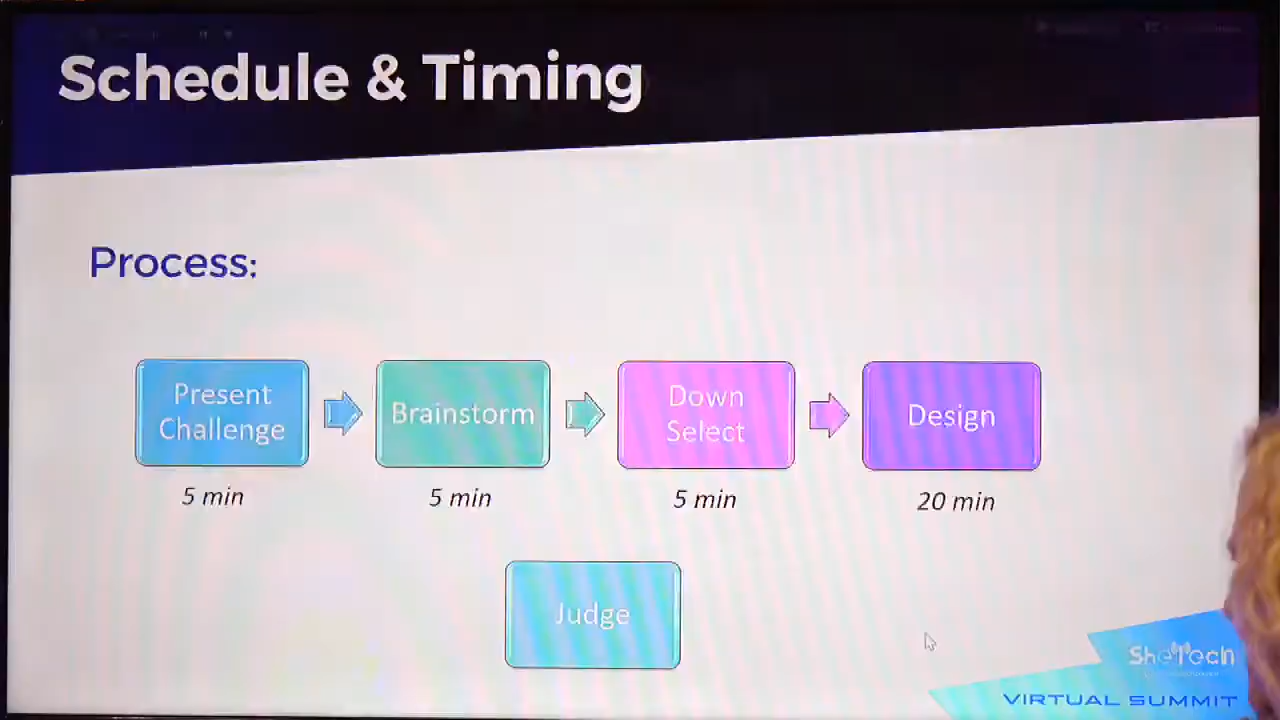 Schedule & Timing
Process:
Present
Challenge
Brainstorm
Down
Select
Design
5 min
5 min
5 min
20 min
Judge
SheTech
VIRTUAL SUMMIT